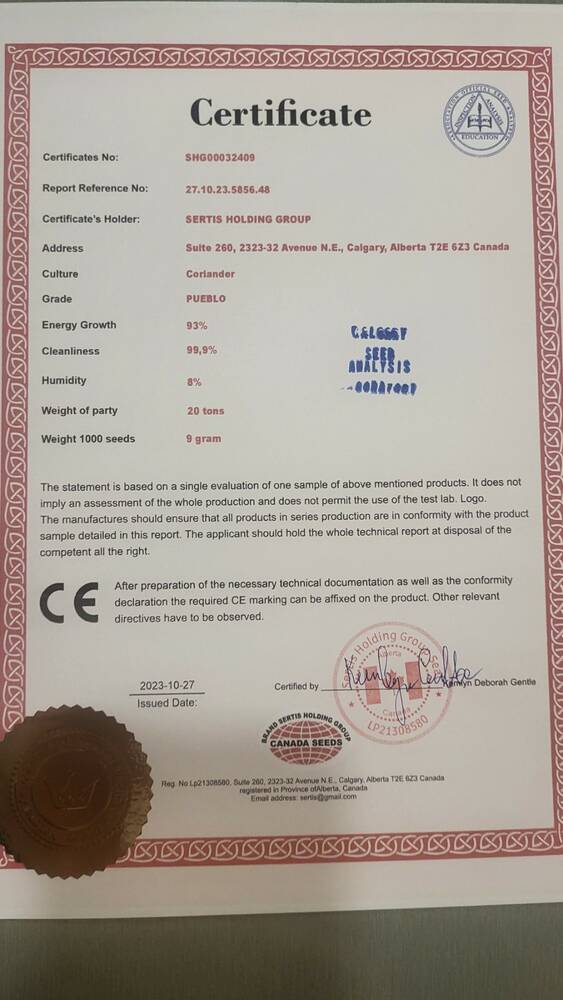 Certificate
ASSOCIATION OFFICIAL SEED ANALYSTS
INSPECTION
ANALYSIS
EDUCATION
Certificates No: SHG00032409
Report Reference No: 27.10.23.5856.48
Certificate's Holder: SERTIS HOLDING GROUP
Address Suite 260, 2323-32 Avenue N.E., Calgary, Alberta T2E 6Z3 Canada
Culture Coriander
Grade PUEBLO
Energy Growth 93%
Cleanliness 99,9%
Humidity 8%
Weight of party 20 tons
Weight 1000 seeds 9 gram
SEED
ANALYSIS
The statement is based on a single evaluation of one sample of above mentioned products. It does not
imply an assessment of the whole production and does not permit the use of the test lab. Logo.
The manufactures should ensure that all products in series production are in conformity with the product
sample detailed in this report. The applicant should hold the whole technical report at disposal of the
competent all the right.
CE
After preparation of the necessary technical documentation as well as the conformity
declaration the required CE marking can be affixed on the product. Other relevant
directives have to be observed.
2023-10-27
Issued Date:
Certified by
Deborah Gentle
Holding Group
Alberta
Canada
LP21308580
BRAND SERTIS HOLDING GROUP
CANADA SEEDS
Reg. No Lp21308580, Suite 260, 2323-32 Avenue N.E., Calgary, Alberta T2E 6Z3 Canada
registered in Province ofAlberta, Canada
Email address: sertis@gmail.com